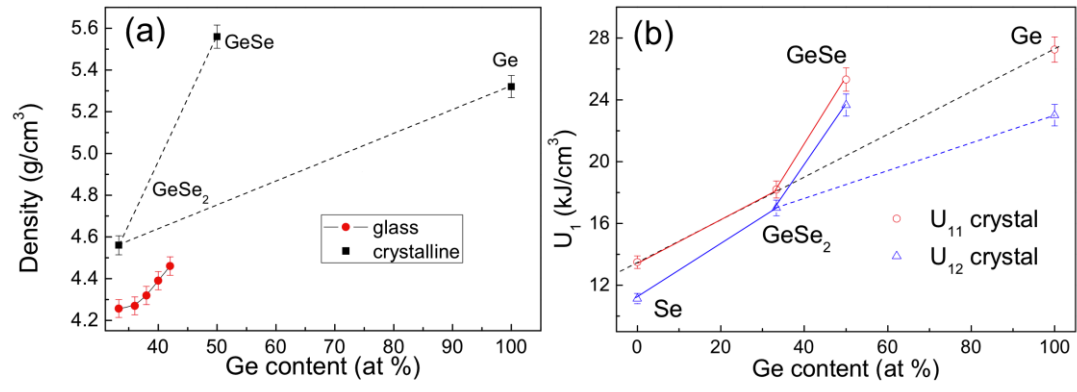 (a)
5.6
5.4
5.2
5.0
4.8
4.6
4.4
4.2
Density (g/cm³)
GeSe
Ge
GeSe₂
glass
crystalline
40 50 60 70 80 90 100
Ge content (at %)
(b)
28
24
20
16
12
U₁ (kJ/cm³)
Ge
GeSe
GeSe₂
Se
U₁₁ crystal
U₁₂ crystal
0 20 40 60 80 100
Ge content (at %)